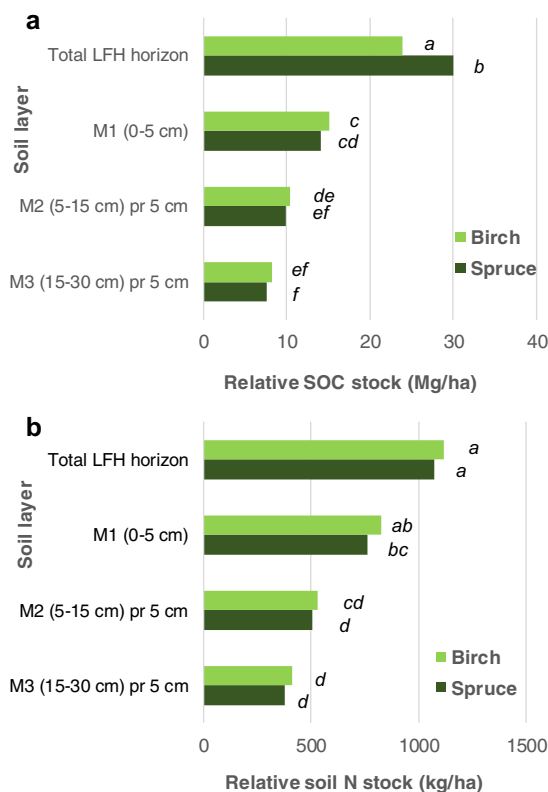 a
Soil layer
Total LFH horizon
a
b
M1 (0-5 cm)
c
cd
M2 (5-15 cm) pr 5 cm
de
ef
M3 (15-30 cm) pr 5 cm
ef
f
Birch
Spruce
0 10 20 30 40
Relative SOC stock (Mg/ha)
b
Soil layer
Total LFH horizon
a
a
M1 (0-5 cm)
ab
bc
M2 (5-15 cm) pr 5 cm
cd
d
M3 (15-30 cm) pr 5 cm
d
d
Birch
Spruce
0 500 1000 1500
Relative soil N stock (kg/ha)